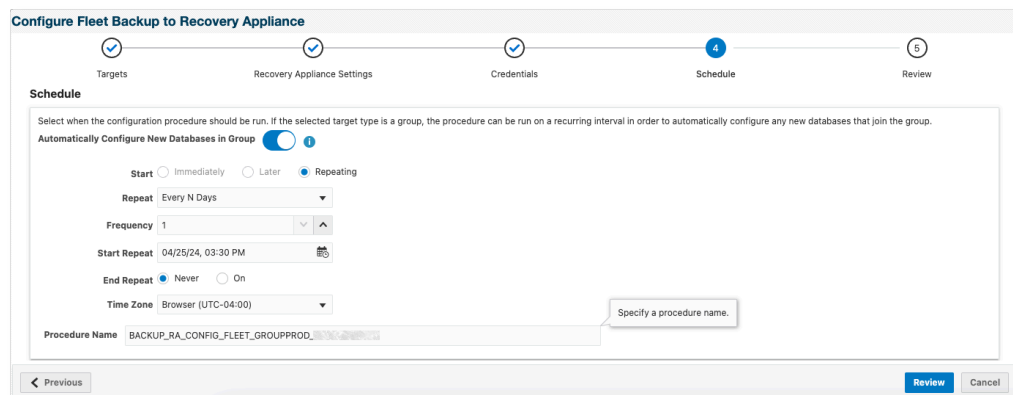 Configure Fleet Backup to Recovery Appliance
4
5
Targets
Recovery Appliance Settings
Credentials
Schedule
Review
Schedule
Select when the configuration procedure should be run. If the selected target type is a group, the procedure can be run on a recurring interval in order to automatically configure any new databases that join the group.
Automatically Configure New Databases in Group
Start Immediately Later Repeating
Repeat Every N Days
Frequency 1
Start Repeat 04/25/24, 03:30 PM
End Repeat Never On
Time Zone Browser (UTC-04:00)
Specify a procedure name.
Procedure Name BACKUP_RA_CONFIG_FLEET_GROUPPROD_
Previous
Review
Cancel